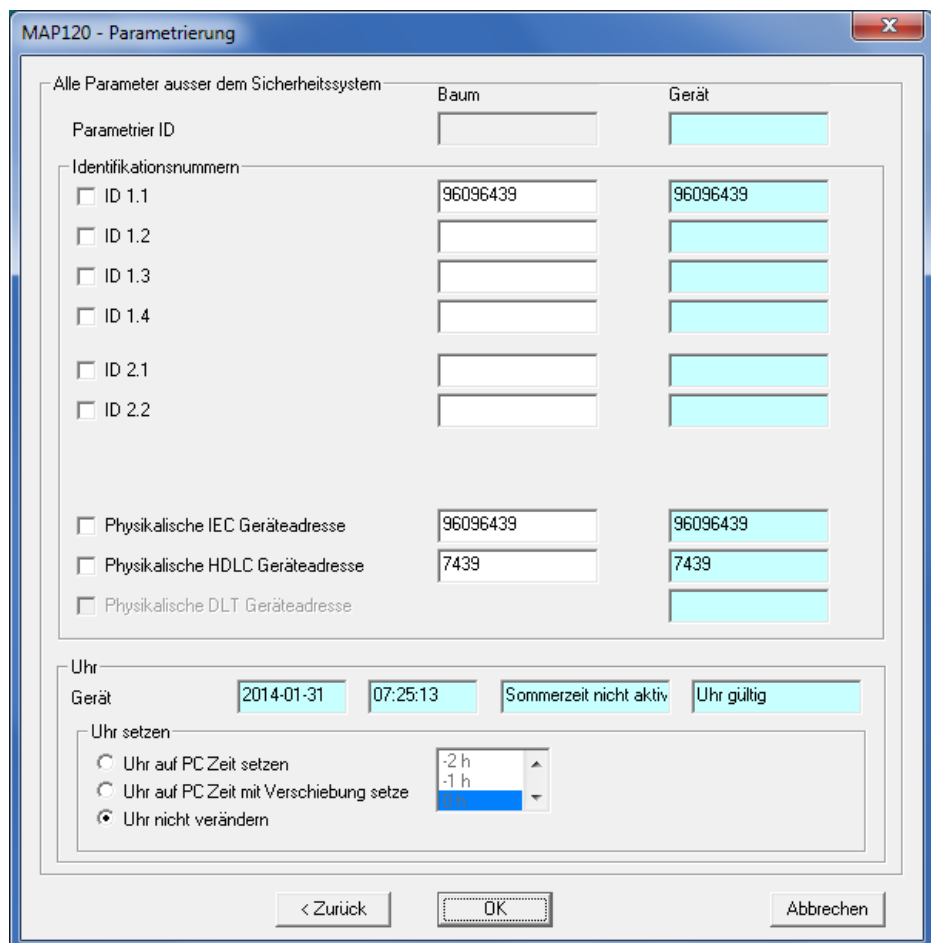 MAP120 - Parametrierung
Alle Parameter ausser dem Sicherheitssystem
Baum Gerät
Parametrier ID
Identifikationsnummern
ID 1.1 96096439 96096439
ID 1.2
ID 1.3
ID 1.4
ID 2.1
ID 2.2
Physikalische IEC Geräteadresse 96096439 96096439
Physikalische HDLC Geräteadresse 7439 7439
Physikalische DLT Geräteadresse
Uhr
Gerät 2014-01-31 07:25:13 Sommerzeit nicht aktiv Uhr gültig
Uhr setzen
Uhr auf PC Zeit setzen -2 h
-1 h
Uhr auf PC Zeit mit Verschiebung setze 0 h
Uhr nicht verändern
< Zurück OK Abbrechen